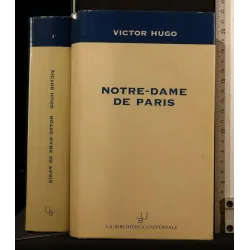 VICTOR HUGO
NOTRE-DAME
DE PARIS
LA BIBLIOTECA UNIVERSALE
VICTOR HUGO NOTRE-DAME DE PARIS